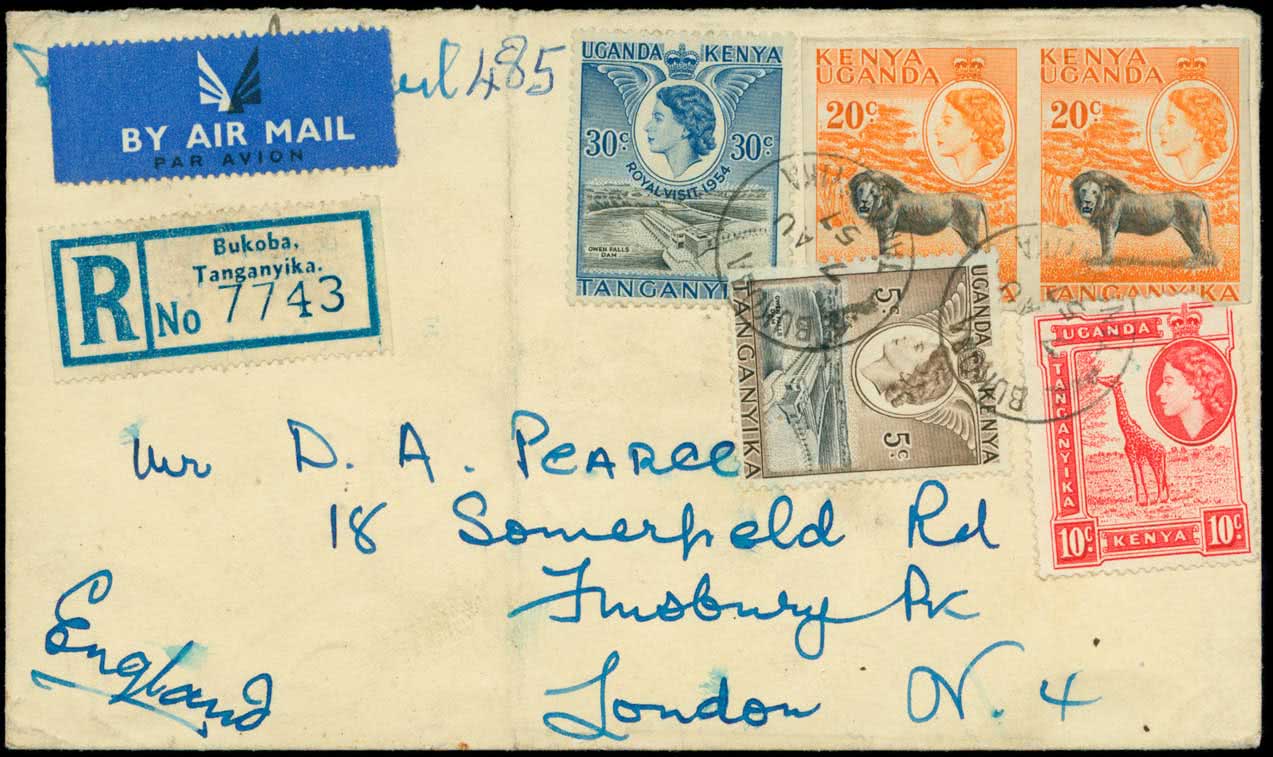 485
BY AIR MAIL
PAR AVION
R
Bukoba,
Tanganyika.
No 7743
UGANDA KENYA
30c. 30c.
ROYAL VISIT, 1954
OWEN FALLS
DAM
TANGANYI
KENYA
UGANDA
20c.
KENYA
UGANDA
20c.
TANGANYIKA
UGANDA KENYA
5c.
5c.
TANGANYIKA
UGANDA
TANGANYIKA
10c KENYA 10c
Mr D. A. PEARCE
18 Somerfield Rd
Finsbury Pk
London N. 4
England